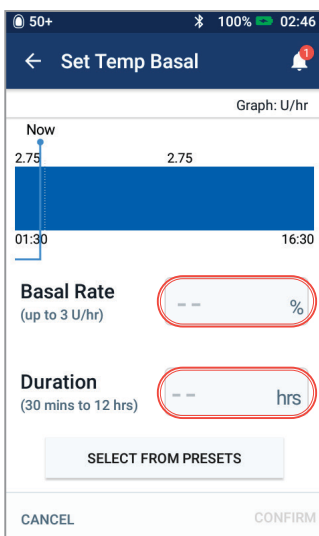 50+ 100% 02:46
Set Temp Basal
1
Graph: U/hr
Now
2.75 2.75
01:30 16:30
Basal Rate
(up to 3 U/hr)
-- %
Duration
(30 mins to 12 hrs)
-- hrs
SELECT FROM PRESETS
CANCEL CONFIRM